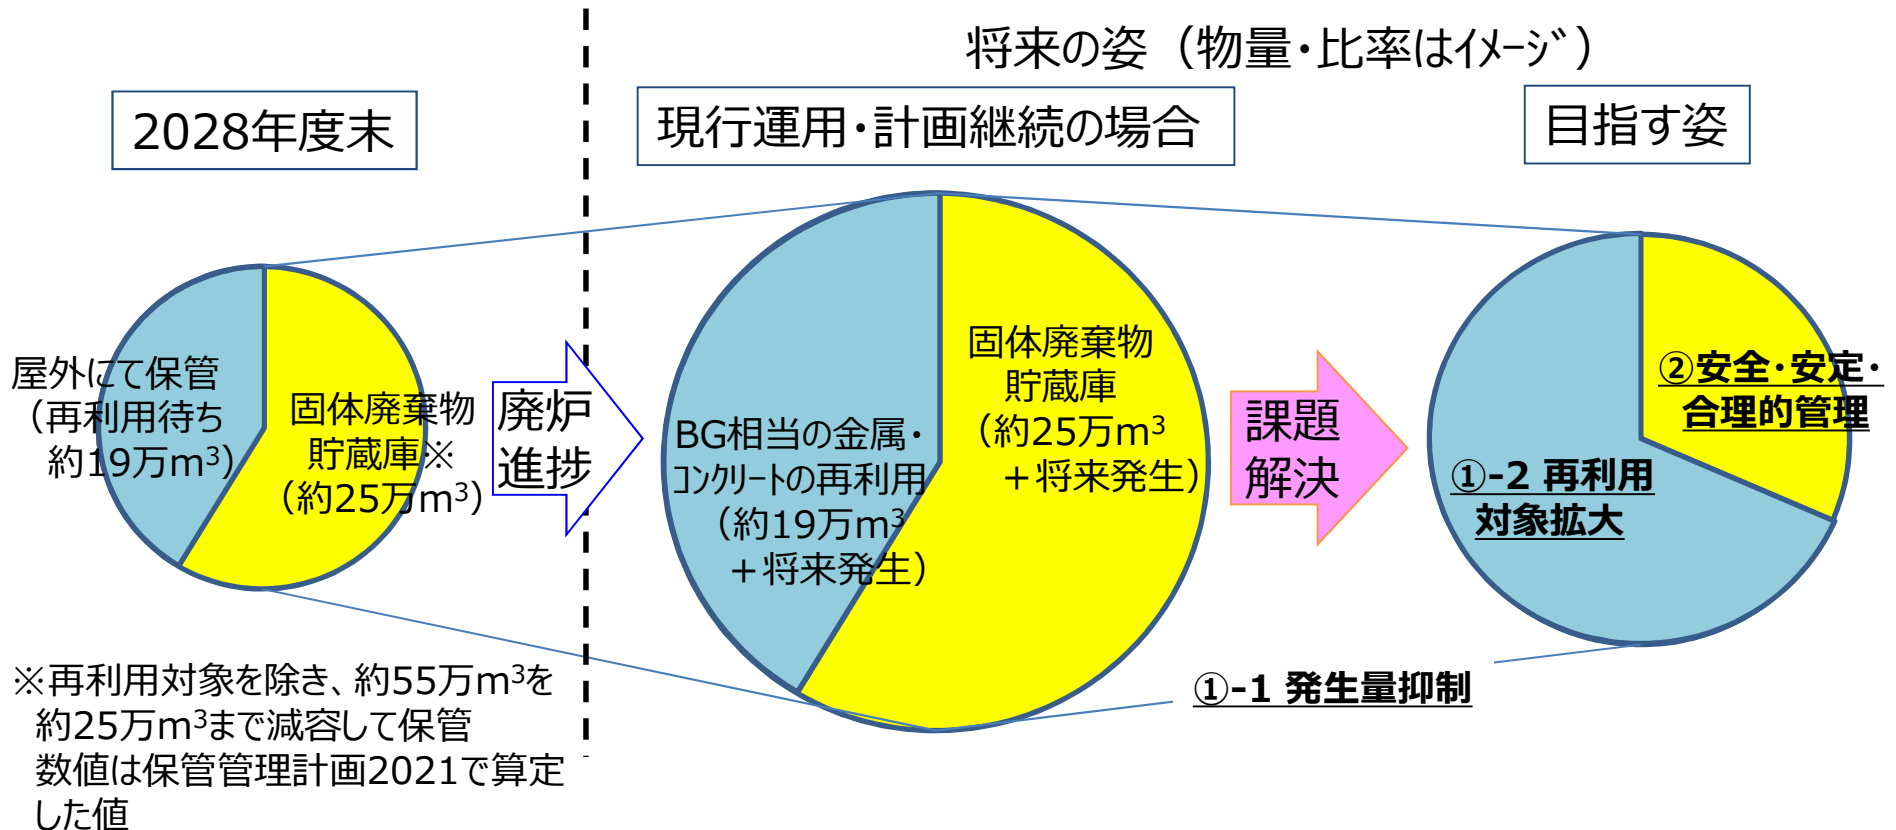 将来の姿（物量・比率はｲﾒｰｼﾞ）
2028年度末
現行運用・計画継続の場合
目指す姿
屋外にて保管
（再利用待ち
約19万m³）
固体廃棄物
貯蔵庫※
（約25万m³）
廃炉
進捗
BG相当の金属・
ｺﾝｸﾘｰﾄの再利用
（約19万m³
＋将来発生）
固体廃棄物
貯蔵庫
（約25万m³
＋将来発生）
課題
解決
②安全・安定・
合理的管理
①-2 再利用
対象拡大
①-1 発生量抑制
※再利用対象を除き、約55万m³を
約25万m³まで減容して保管
数値は保管管理計画2021で算定
した値